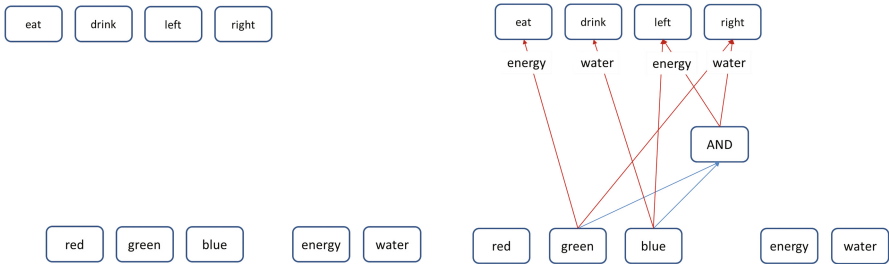 eat drink left right
red green blue energy water
eat drink left right
energy water energy water
AND
red green blue energy water